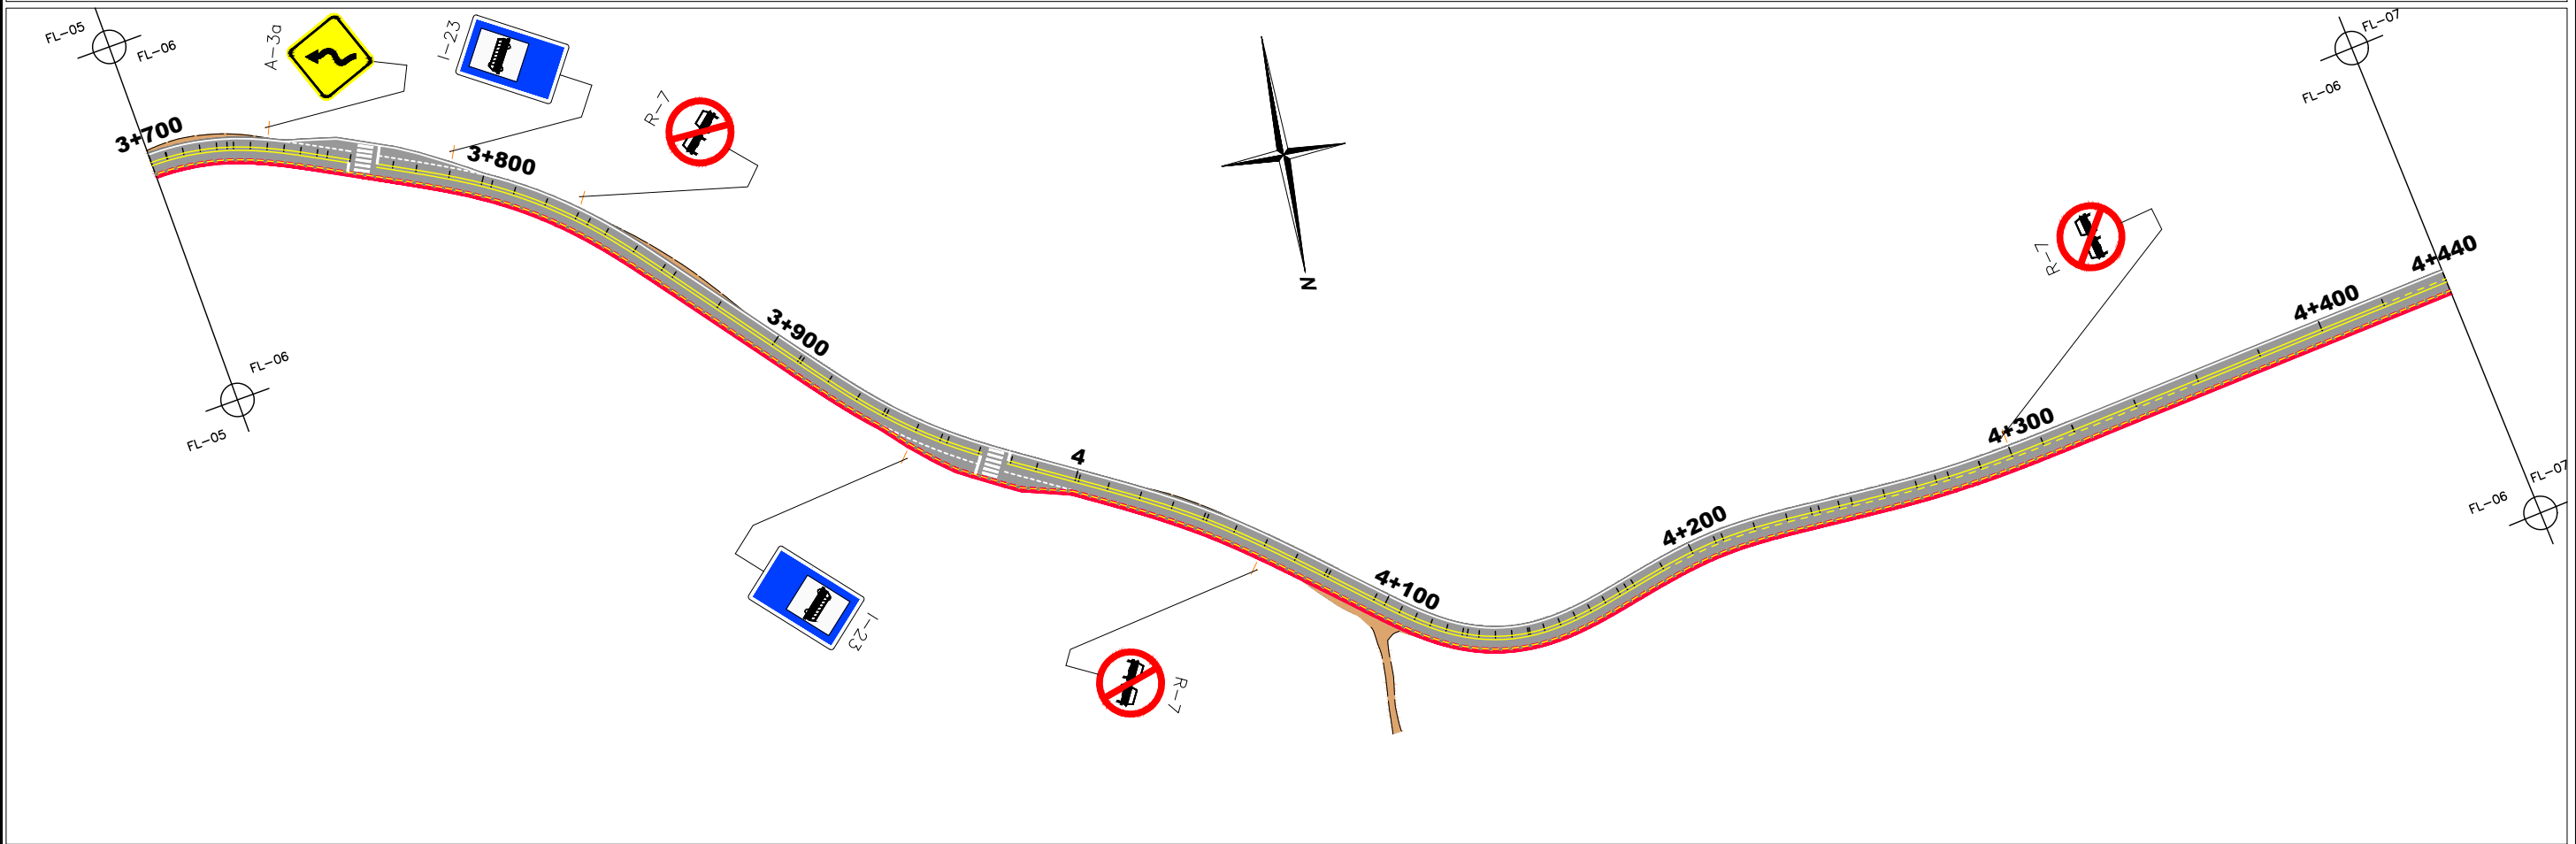 FL-05
FL-06
A-3a
I-23
R-7
FL-07
FL-06
3+700
3+800
N
R-7
4+440
4+400
3+900
FL-06
FL-05
4
4+300
4+200
4+100
FL-07
FL-06
I-23
R-7